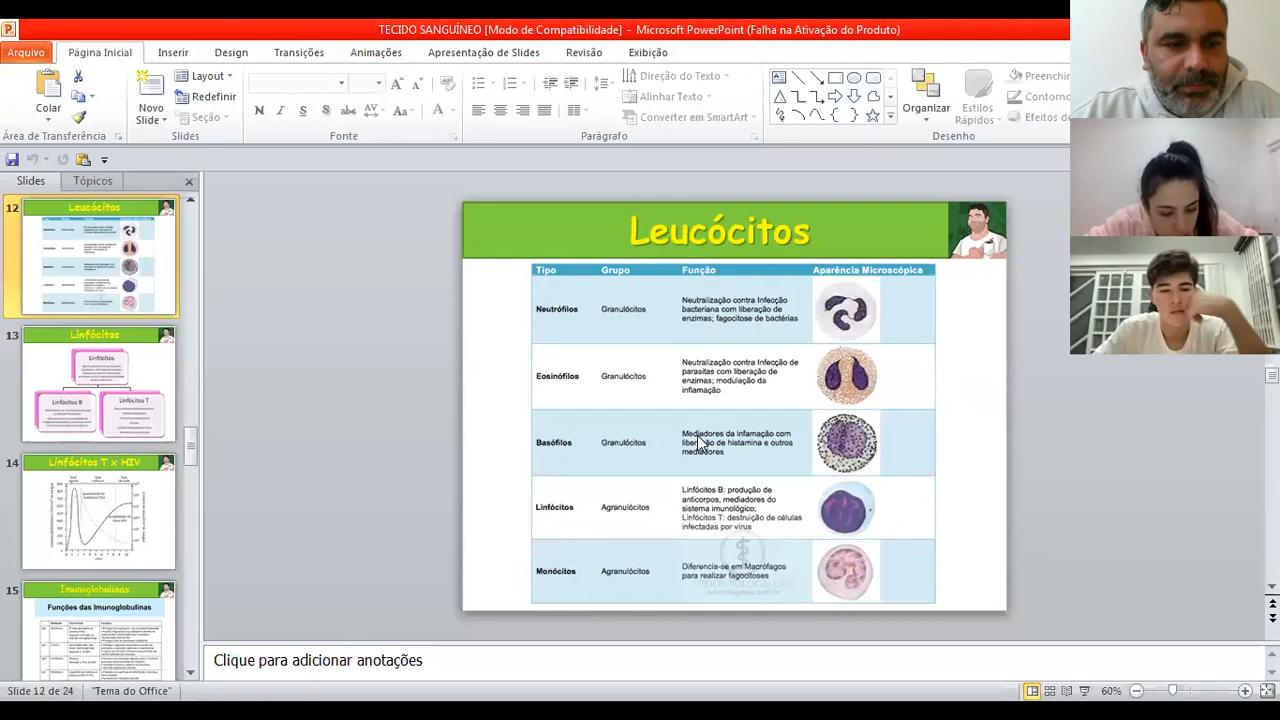 TECIDO SANGUÍNEO [Modo de Compatibilidade] - Microsoft PowerPoint (Falha na Ativação do Produto)
Arquivo Página Inicial Inserir Design Transições Animações Apresentação de Slides Revisão Exibição
Colar
Área de Transferência
Novo
Slide
Layout
Redefinir
Seção
Slides
Fonte
Direção do Texto
Alinhar Texto
Converter em SmartArt
Parágrafo
Organizar
Estilos
Rápidos
Preenchir
Contorno
Efeitos de
Desenho
Slides Tópicos
12
Leucócitos
13
Linfócitos
Linfócitos
Linfócitos B Linfócitos T
14
Linfócitos T x HIV
15
Imunoglobulinas
Funções das Imunoglobulinas
Leucócitos
Tipo Grupo Função Aparência Microscópica
Neutrófilos Granulócitos
Neutralização contra Infecção
bacteriana com liberação de
enzimas; fagocitose de bactérias
Eosinófilos Granulócitos
Neutralização contra Infecção de
parasitas com liberação de
enzimas; modulação da
inflamação
Basófilos Granulócitos
Mediadores da infamação com
liberação de histamina e outros
mediadores
Linfócitos Agranulócitos
Linfócitos B: produção de
anticorpos, mediadores do
sistema imunológico;
Linfócitos T: destruição de células
infectadas por vírus
Monócitos Agranulócitos
Diferencia-se em Macrófagos
para realizar fagocitoses
Clique para adicionar anotações
Slide 12 de 24 "Tema do Office" 60%